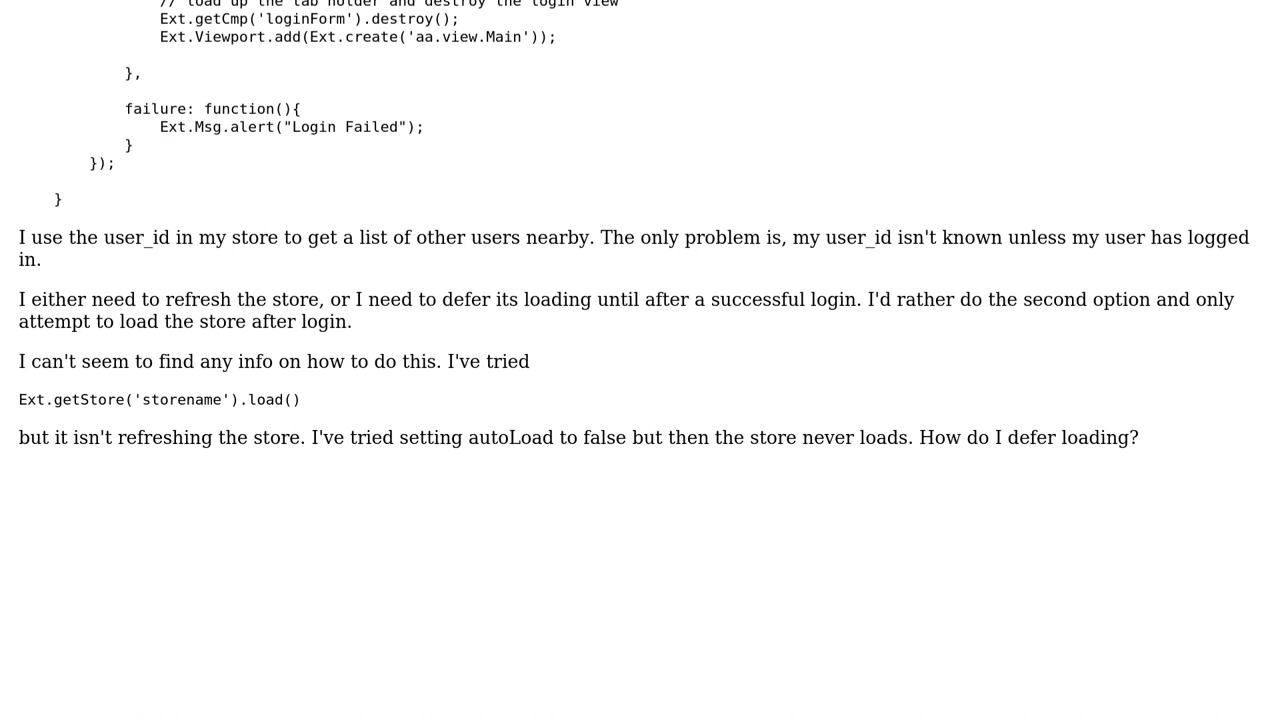 // load up the tab holder and destroy the login view
Ext.getCmp('loginForm').destroy();
Ext.Viewport.add(Ext.create('aa.view.Main'));
},
failure: function(){
Ext.Msg.alert("Login Failed");
}
});
}
I use the user_id in my store to get a list of other users nearby. The only problem is, my user_id isn't known unless my user has logged
in.
I either need to refresh the store, or I need to defer its loading until after a successful login. I'd rather do the second option and only
attempt to load the store after login.
I can't seem to find any info on how to do this. I've tried
Ext.getStore('storename').load()
but it isn't refreshing the store. I've tried setting autoLoad to false but then the store never loads. How do I defer loading?